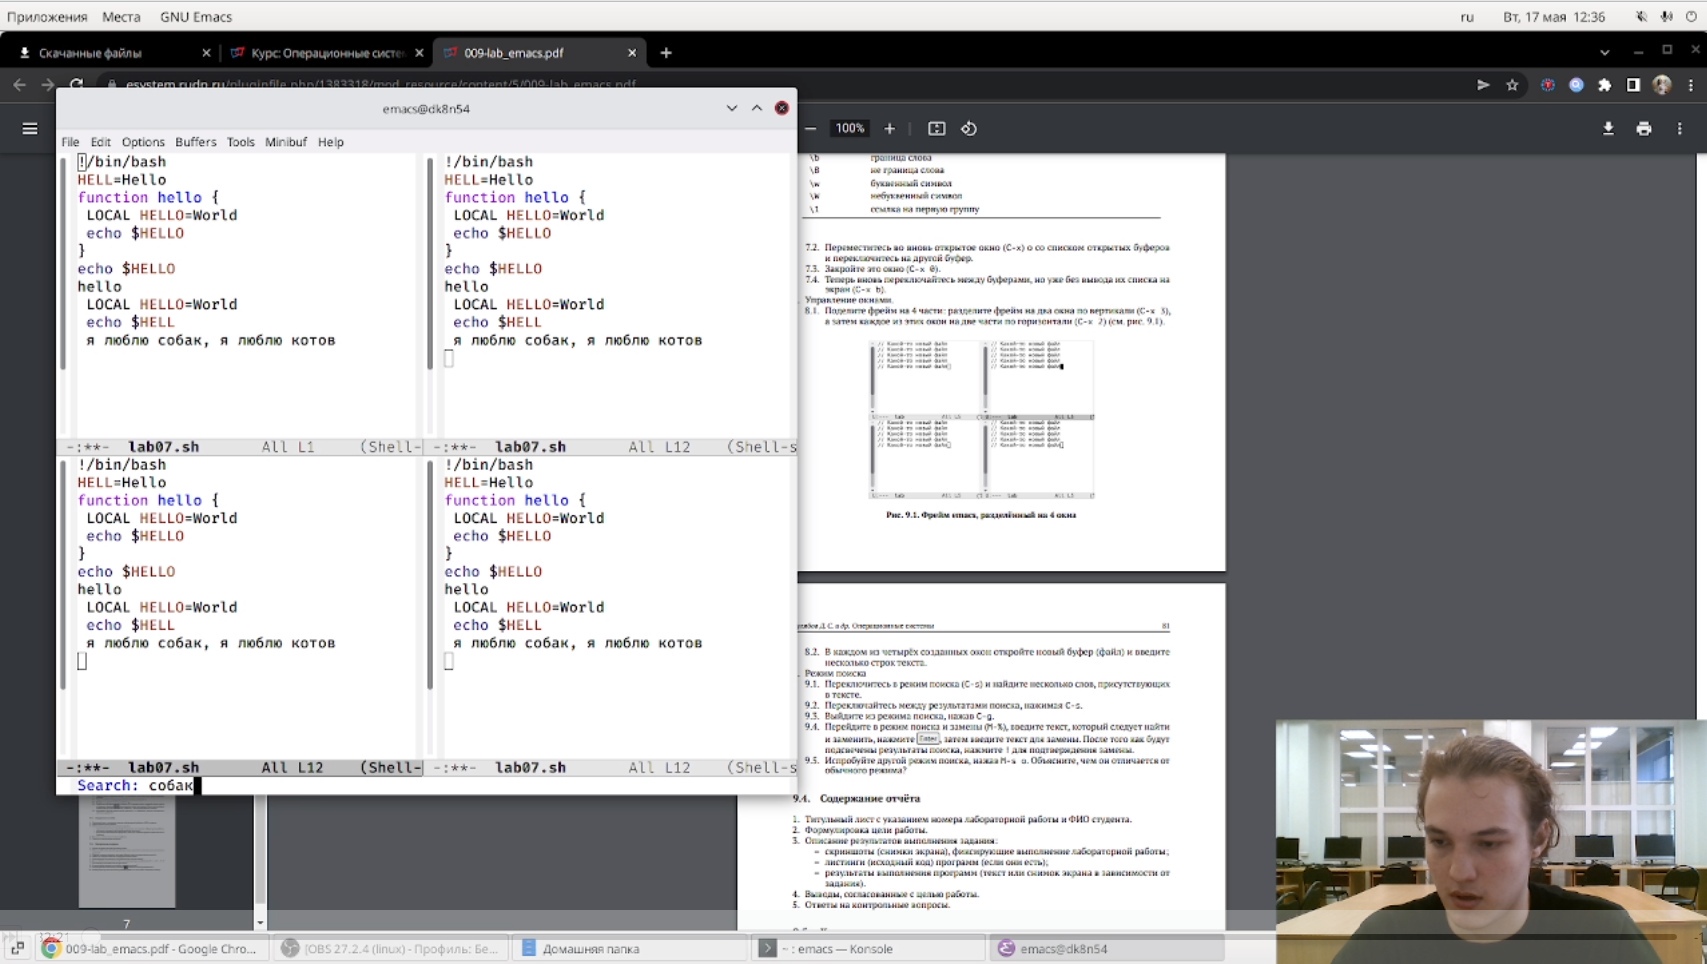 Приложения Места GNU Emacs
ru Вт, 17 мая 12:36
Скачанные файлы
Курс: Операционные систе
009-lab_emacs.pdf
esystem.rudn.ru/pluginfile.php/1383318/mod_resource/content/5/009-lab_emacs.pdf
100%
emacs@dk8n54
File Edit Options Buffers Tools Minibuf Help
!/bin/bash
HELL=Hello
function hello {
LOCAL HELLO=World
echo $HELLO
}
echo $HELLO
hello
LOCAL HELLO=World
echo $HELL
я люблю собак, я люблю котов
-:**- lab07.sh All L1 (Shell-
!/bin/bash
HELL=Hello
function hello {
LOCAL HELLO=World
echo $HELLO
}
echo $HELLO
hello
LOCAL HELLO=World
echo $HELL
я люблю собак, я люблю котов
-:**- lab07.sh All L12 (Shell-s
!/bin/bash
HELL=Hello
function hello {
LOCAL HELLO=World
echo $HELLO
}
echo $HELLO
hello
LOCAL HELLO=World
echo $HELL
я люблю собак, я люблю котов
-:**- lab07.sh All L12 (Shell-
!/bin/bash
HELL=Hello
function hello {
LOCAL HELLO=World
echo $HELLO
}
echo $HELLO
hello
LOCAL HELLO=World
echo $HELL
я люблю собак, я люблю котов
-:**- lab07.sh All L12 (Shell-s
Search: собак
\b граница слова
\B не граница слова
\w буквенный символ
\W небуквенный символ
\1 ссылка на первую группу
7.2. Переместитесь во вновь открытое окно (C-x) o со списком открытых буферов
и переключитесь на другой буфер.
7.3. Закройте это окно (C-x 0).
7.4. Теперь вновь переключайтесь между буферами, но уже без вывода их списка на
экран (C-x b).
Управление окнами.
8.1. Поделите фрейм на 4 части: разделите фрейм на два окна по вертикали (C-x 3),
а затем каждое из этих окон на две части по горизонтали (C-x 2) (см. рис. 9.1).
Рис. 9.1. Фрейм emacs, разделённый на 4 окна
Д. С. и др. Операционные системы 81
8.2. В каждом из четырёх созданных окон откройте новый буфер (файл) и введите
несколько строк текста.
Режим поиска
9.1. Переключитесь в режим поиска (C-s) и найдите несколько слов, присутствующих
в тексте.
9.2. Переключайтесь между результатами поиска, нажимая C-s.
9.3. Выйдите из режима поиска, нажав C-g.
9.4. Перейдите в режим поиска и замены (M-%), введите текст, который следует найти
и заменить, нажмите Enter, затем введите текст для замены. После того как будут
подсвечены результаты поиска, нажмите ! для подтверждения замены.
9.5. Испробуйте другой режим поиска, нажав M-s o. Объясните, чем он отличается от
обычного режима?
9.4. Содержание отчёта
1. Титульный лист с указанием номера лабораторной работы и ФИО студента.
2. Формулировка цели работы.
3. Описание результатов выполнения задания:
– скриншоты (снимки экрана), фиксирующие выполнение лабораторной работы;
– листинги (исходный код) программ (если они есть);
– результаты выполнения программ (текст или снимок экрана в зависимости от
задания).
4. Выводы, согласованные с целью работы.
5. Ответы на контрольные вопросы.
7
12:21
009-lab_emacs.pdf - Google Chro...
[OBS 27.2.4 (linux) - Профиль: Бе...
Домашняя папка
~ : emacs — Konsole
emacs@dk8n54